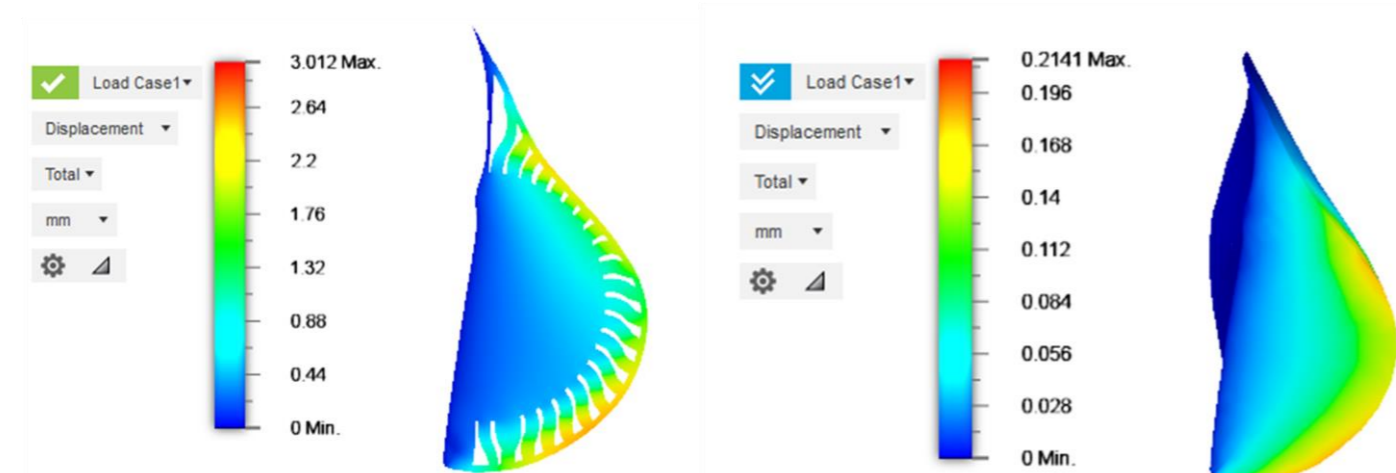 Load Case1
Displacement
Total
mm
3.012 Max.
2.64
2.2
1.76
1.32
0.88
0.44
0 Min.
Load Case1
Displacement
Total
mm
0.2141 Max.
0.196
0.168
0.14
0.112
0.084
0.056
0.028
0 Min.